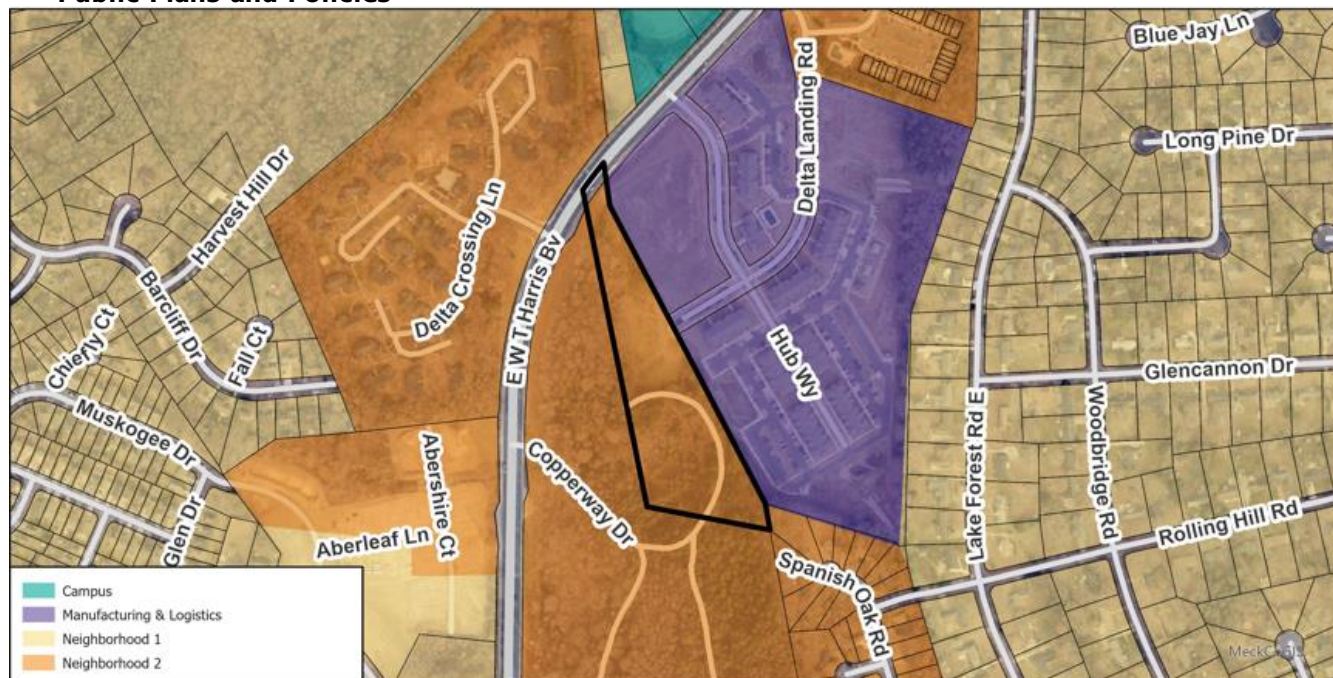 Public Plans and Policies
Blue Jay Ln
Delta Landing Rd
Long Pine Dr
Harvest Hill Dr
Delta Crossing Ln
E W T Harris Bv
Barcliff Dr
Chierly Ct
Fall Ct
Hub Wy
Glencannon Dr
Muskogee Dr
Abershire Ct
Copperway Dr
Lake Forest Rd E
Woodbridge Rd
Glen Dr
Aberleaf Ln
Rolling Hill Rd
Spanish Oak Rd
Campus
Manufacturing & Logistics
Neighborhood 1
Neighborhood 2